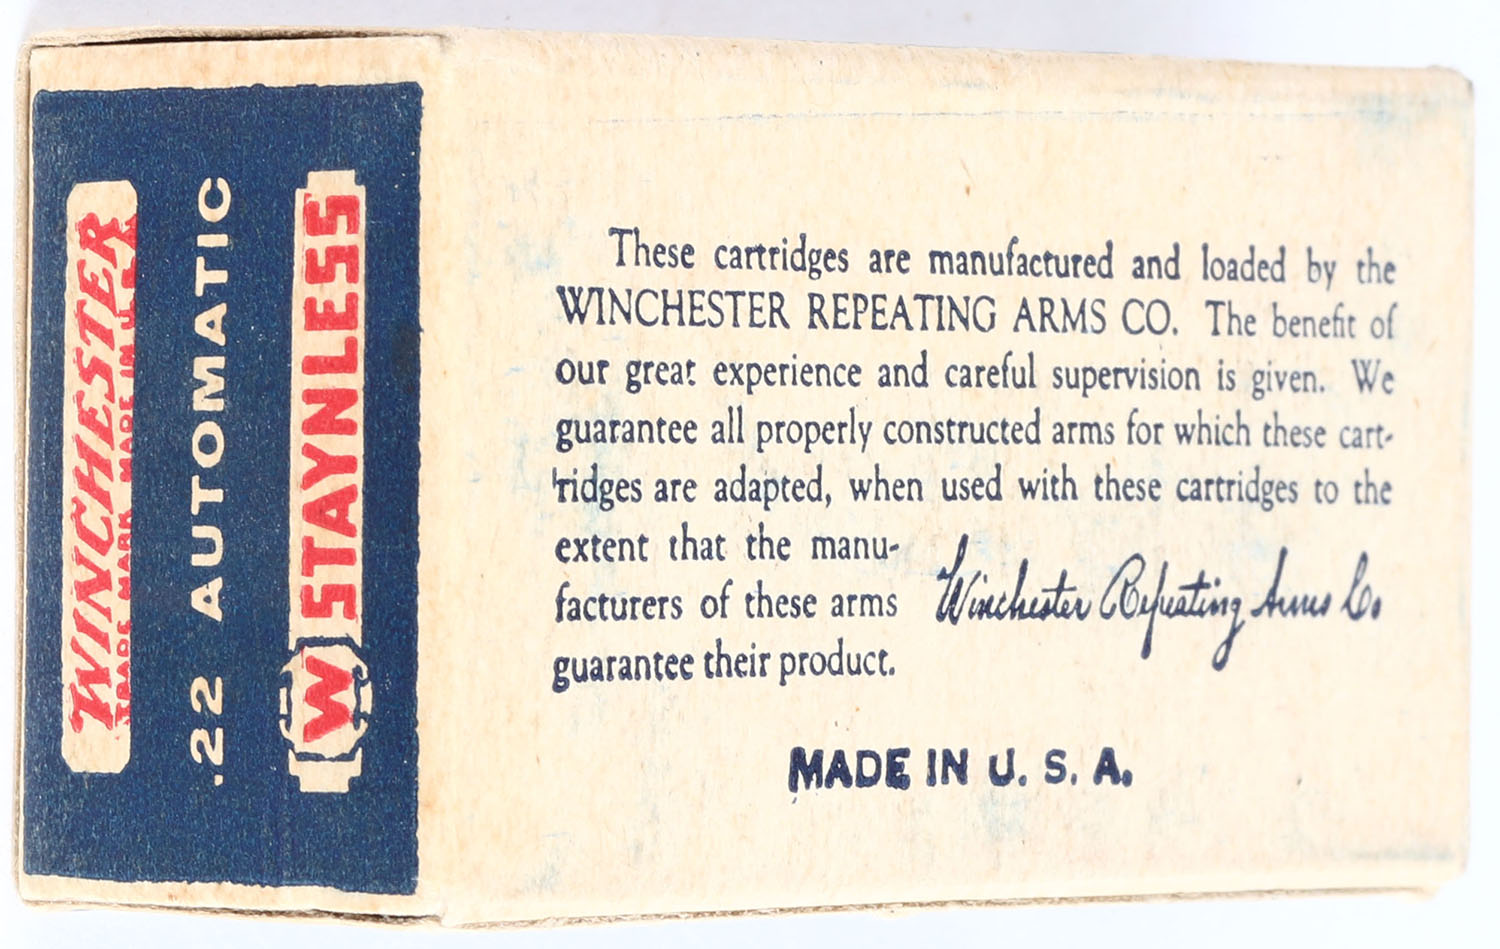 WINCHESTER
TRADE MARK MADE IN U.S.A.
.22 AUTOMATIC
W STAYNLESS
These cartridges are manufactured and loaded by the
WINCHESTER REPEATING ARMS CO. The benefit of
our great experience and careful supervision is given. We
guarantee all properly constructed arms for which these cart-
ridges are adapted, when used with these cartridges to the
extent that the manu-
facturers of these arms
guarantee their product.
Winchester Repeating Arms Co.
MADE IN U. S. A.